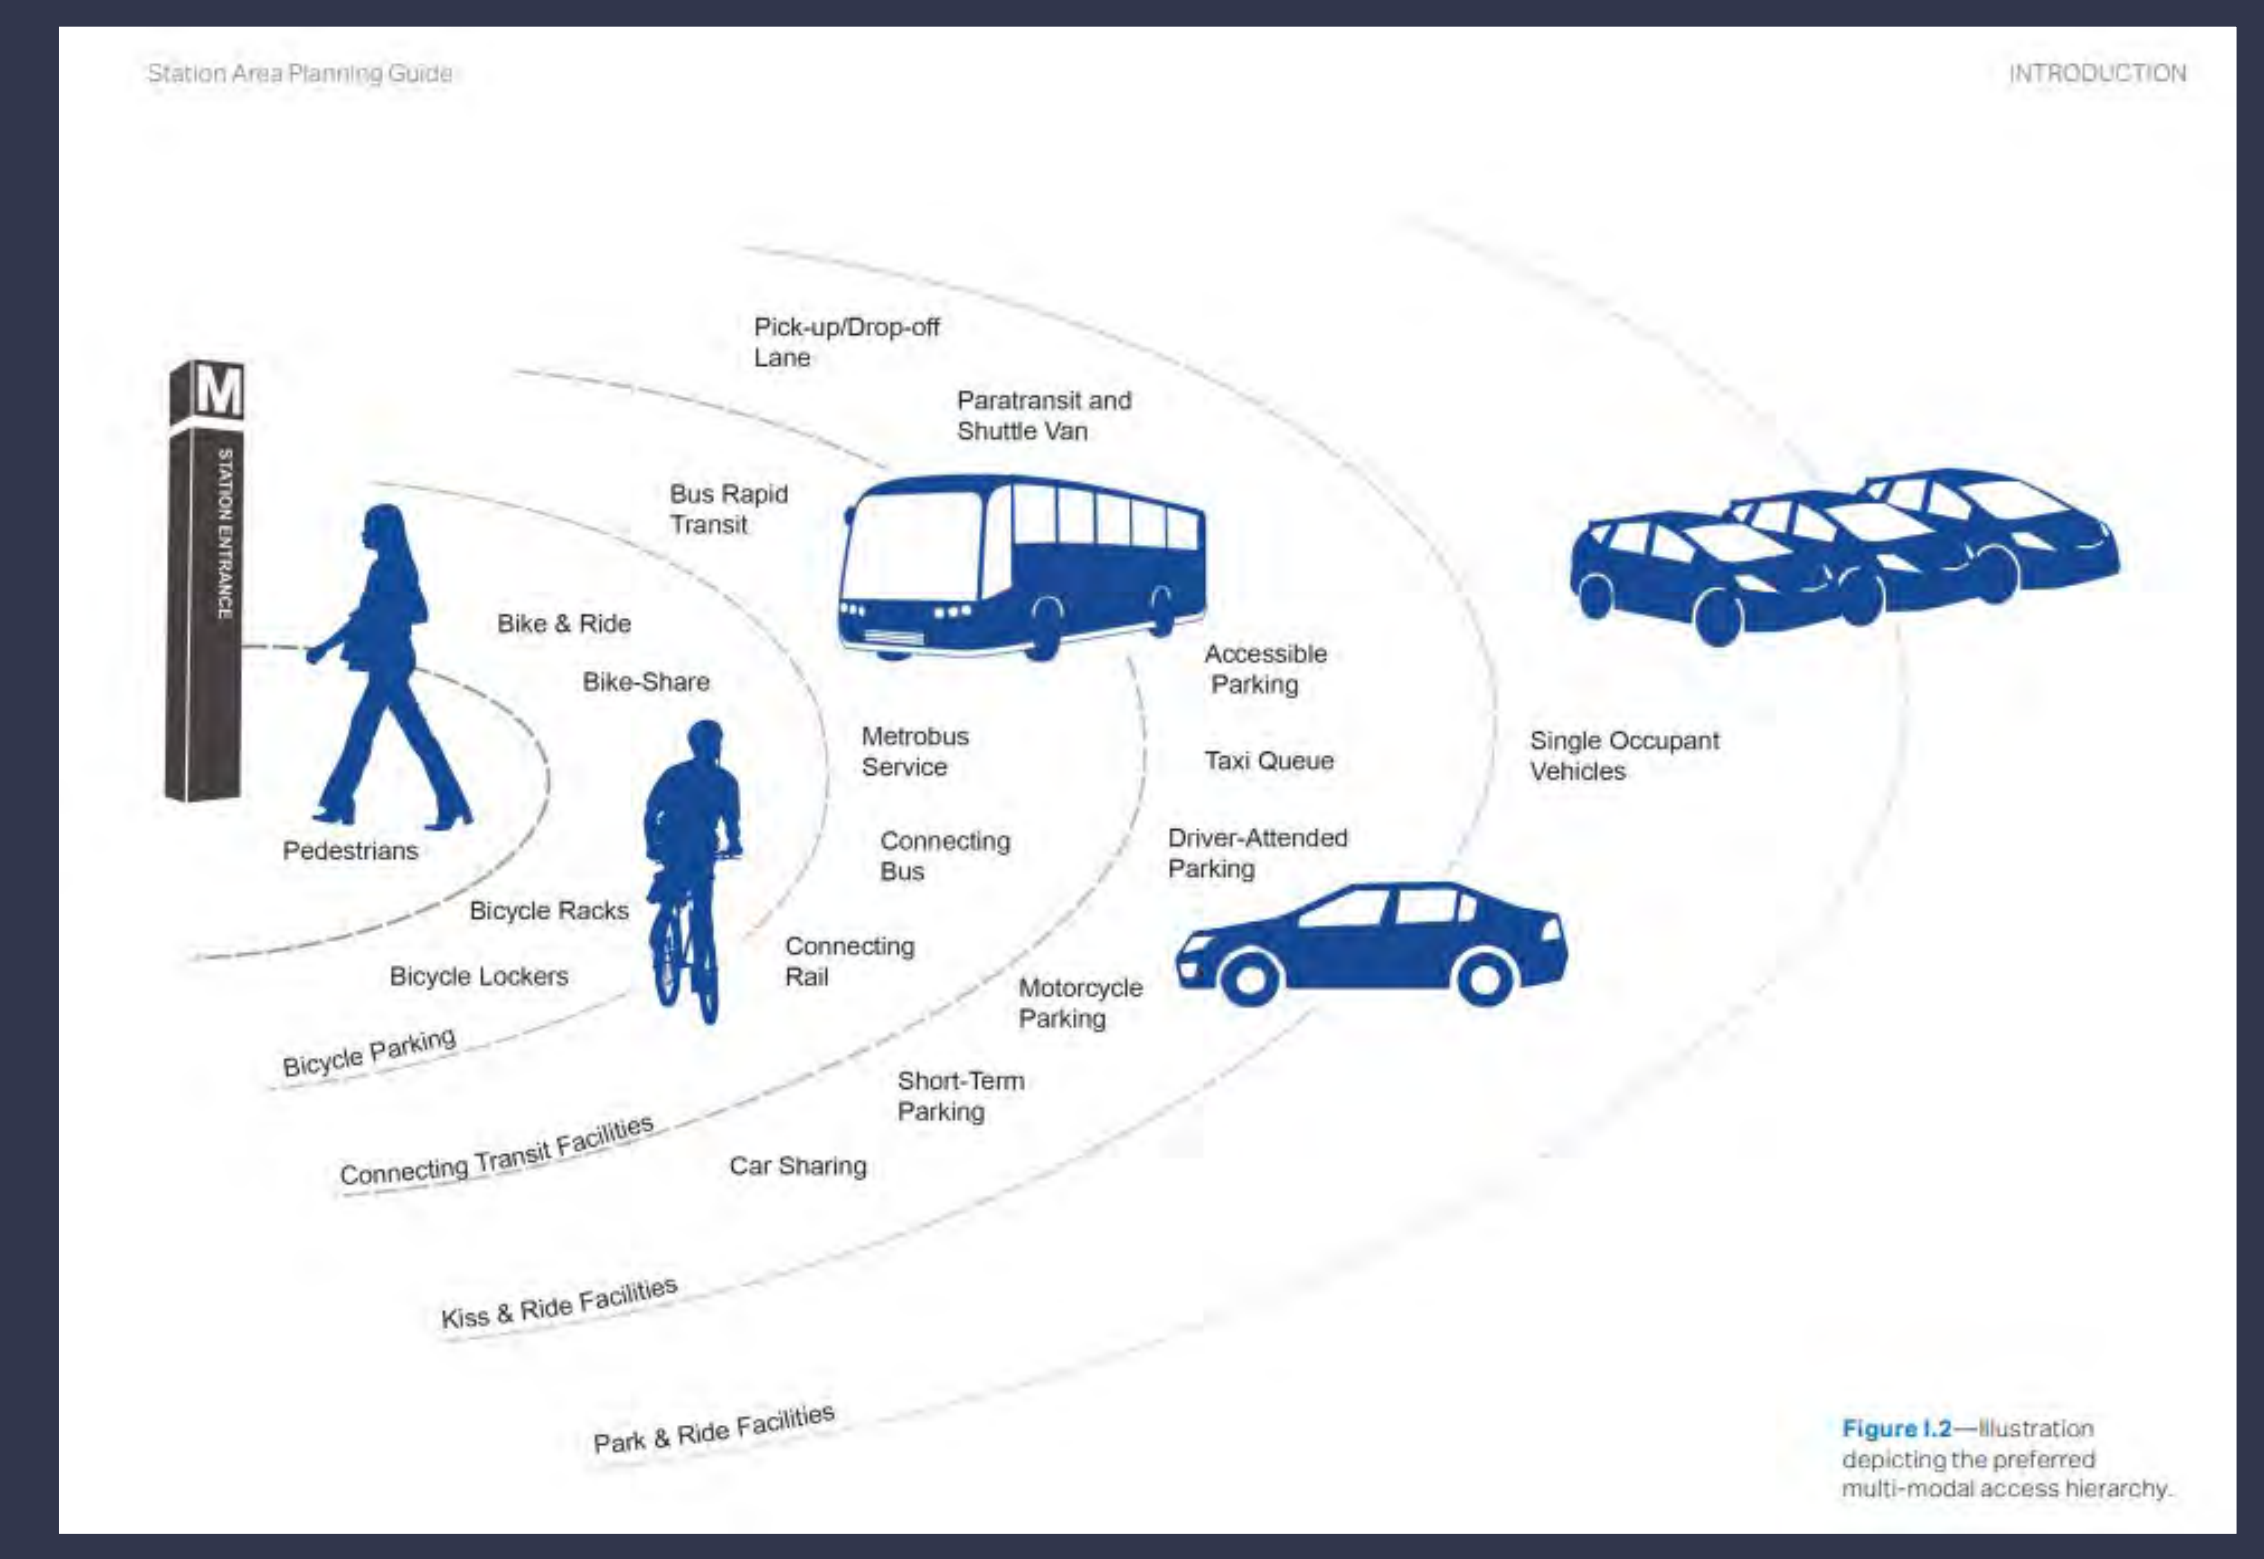 Station Area Planning Guide
INTRODUCTION
Pick-up/Drop-off
Lane
M
STATION ENTRANCE
Paratransit and
Shuttle Van
Bus Rapid
Transit
Bike & Ride
Bike-Share
Accessible
Parking
Metrobus
Service
Taxi Queue
Single Occupant
Vehicles
Pedestrians
Connecting
Bus
Driver-Attended
Parking
Bicycle Racks
Bicycle Lockers
Connecting
Rail
Motorcycle
Parking
Bicycle Parking
Short-Term
Parking
Connecting Transit Facilities
Car Sharing
Kiss & Ride Facilities
Park & Ride Facilities
Figure I.2—Illustration
depicting the preferred
multi-modal access hierarchy.